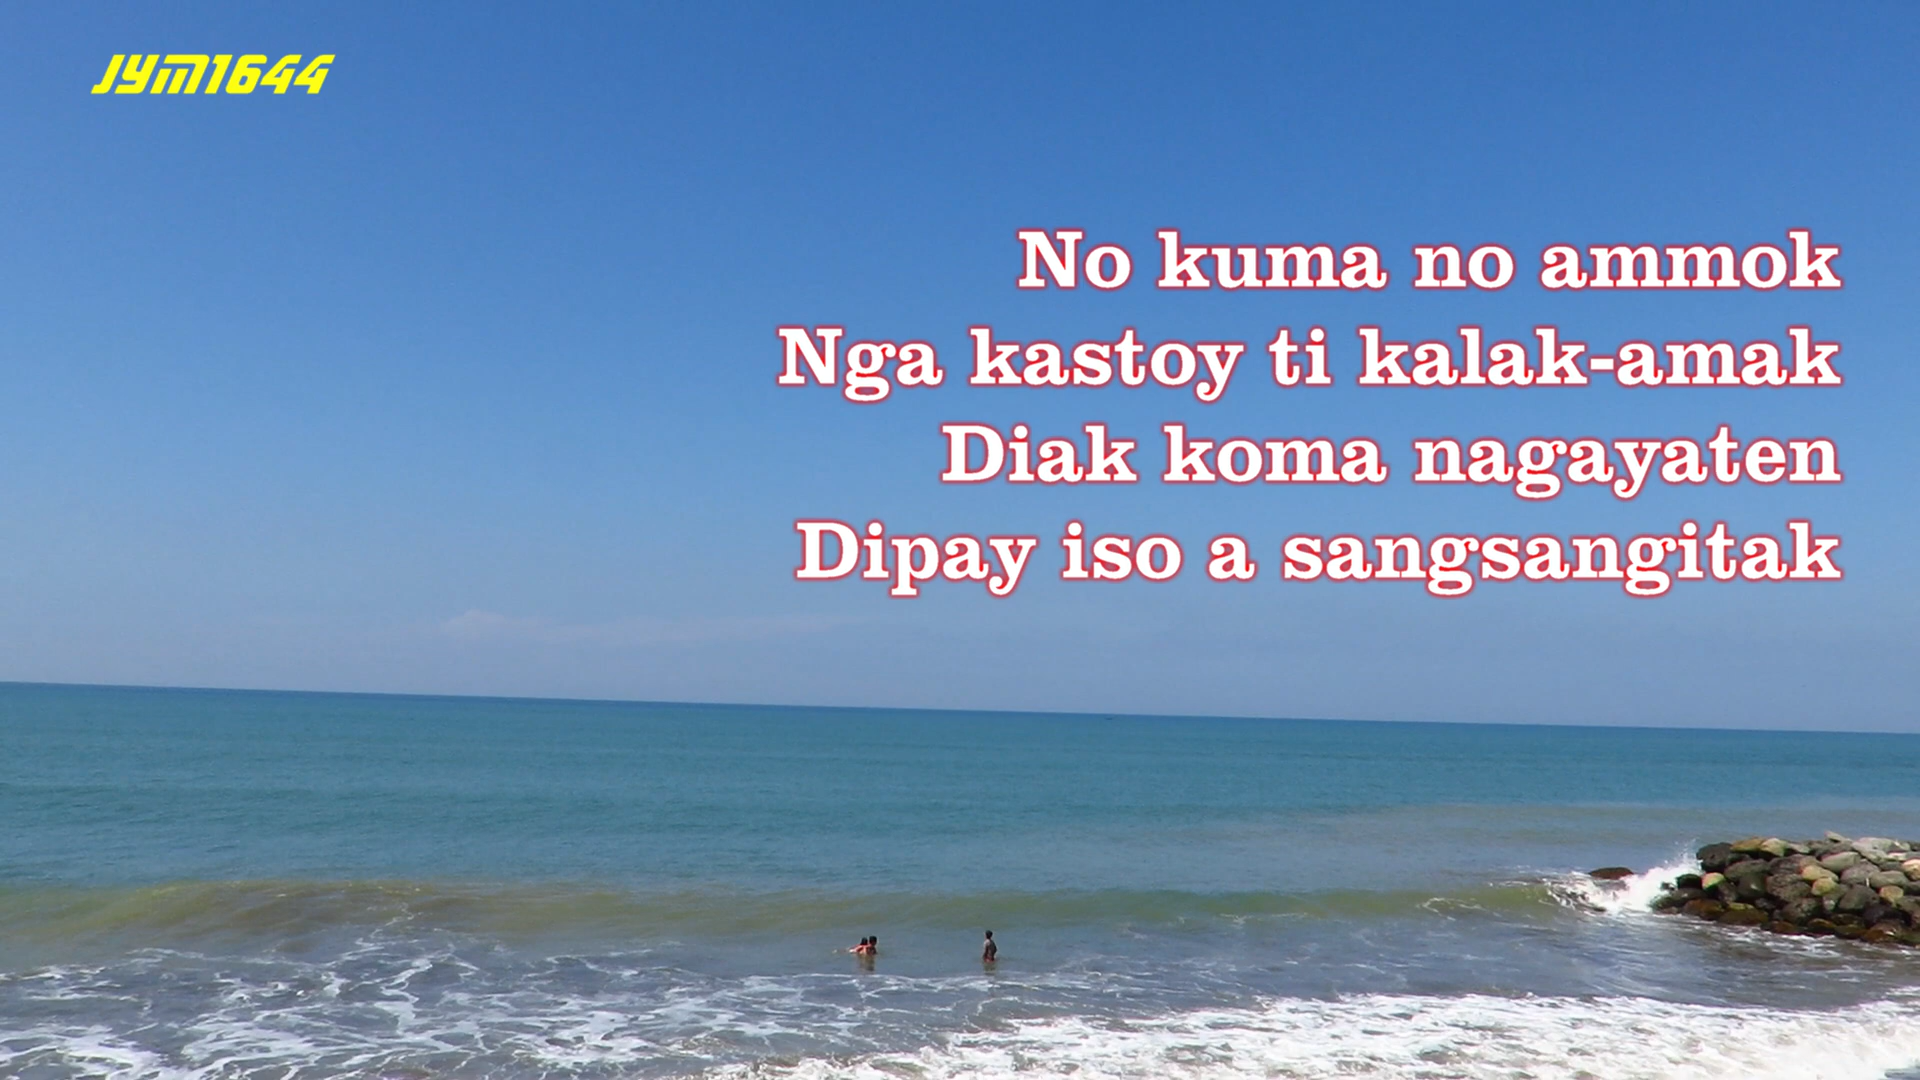 JYM1644
No kuma no ammok
Nga kastoy ti kalak-amak
Diak koma nagayaten
Dipay iso a sangsangitak